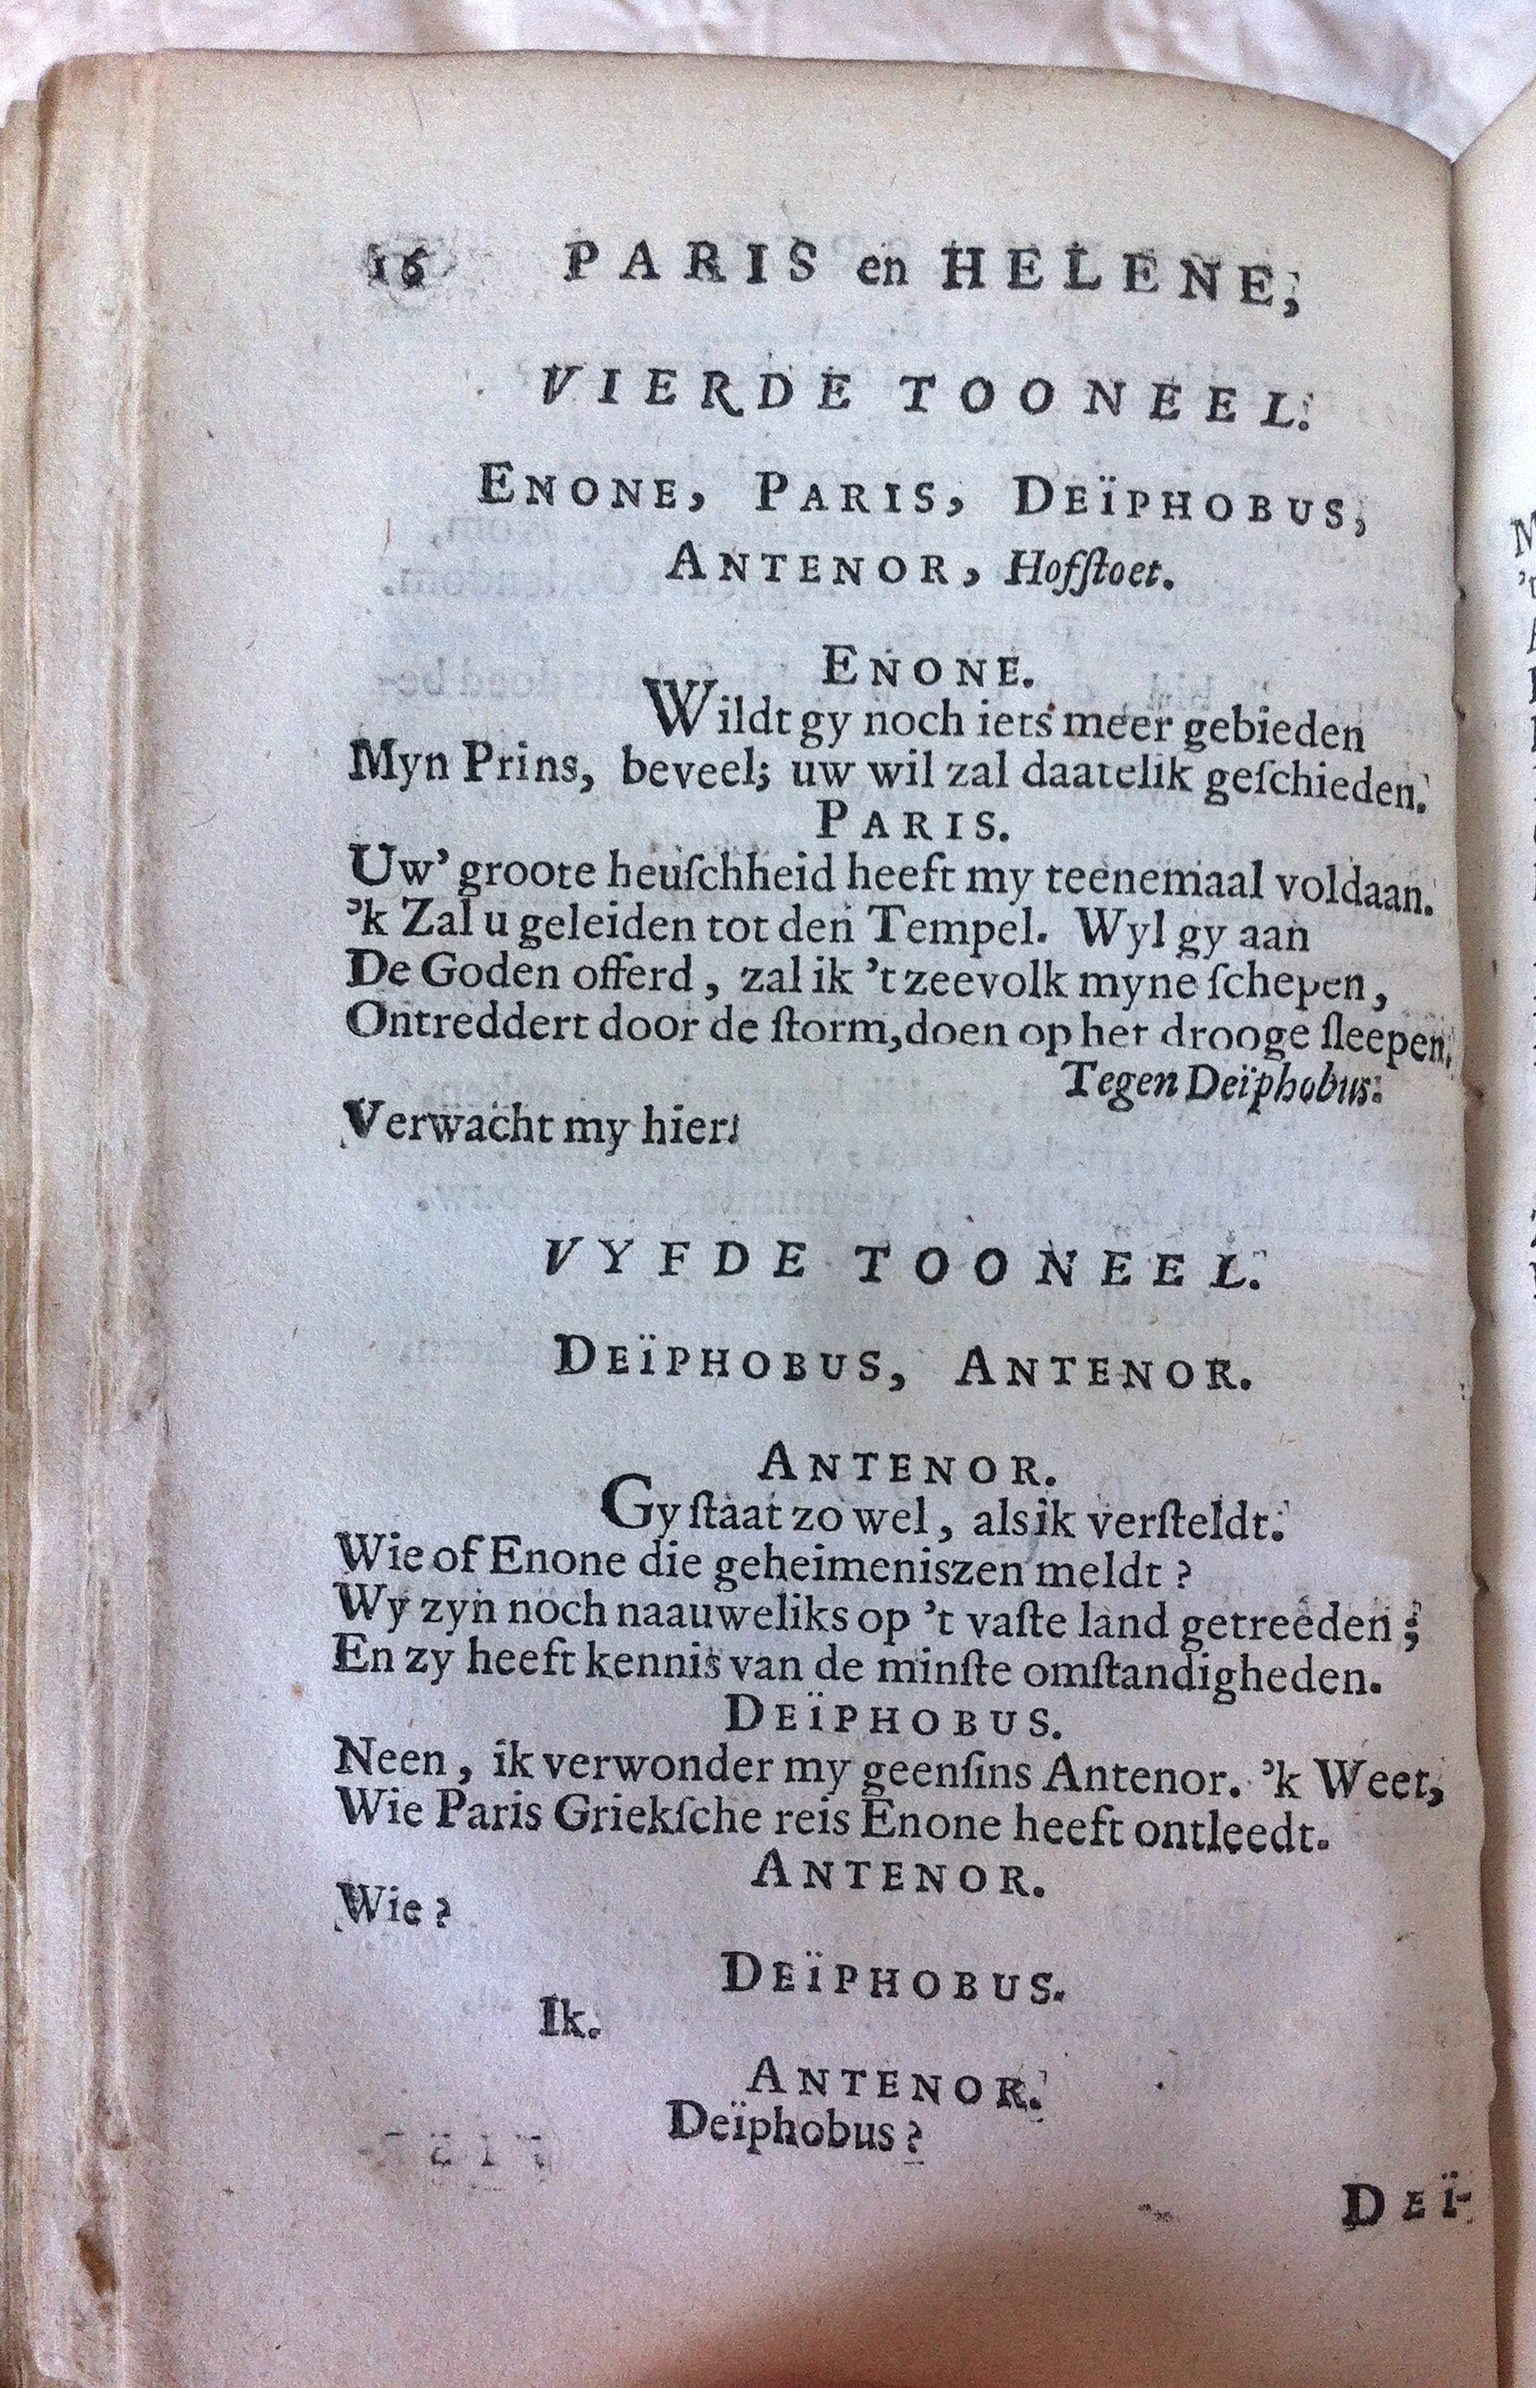 16 PARIS en HELENE,
VIERDE TOONEEL.
ENONE, PARIS, DEÏPHOBUS,
ANTENOR, Hofſtoet.
ENONE.
Wildt gy noch iets meer gebieden
Myn Prins, beveel; uw wil zal daatelik geſchieden.
PARIS.
Uw' groote heuſchheid heeft my teenemaal voldaan.
'k Zal u geleiden tot den Tempel. Wyl gy aan
De Goden offerd, zal ik 't zeevolk myne ſchepen,
Ontreddert door de ſtorm, doen op het drooge ſleepen.
Tegen Deïphobus.
Verwacht my hier.
VYFDE TOONEEL.
DEÏPHOBUS, ANTENOR.
ANTENOR.
Gy ſtaat zo wel, als ik verſteldt.
Wie of Enone die geheimeniszen meldt?
Wy zyn noch naauweliks op 't vaſte land getreeden;
En zy heeft kennis van de minſte omſtandigheden.
DEÏPHOBUS.
Neen, ik verwonder my geenſins Antenor. 'k Weet,
Wie Paris Griekſche reis Enone heeft ontleedt.
ANTENOR.
Wie?
DEÏPHOBUS.
Ik.
ANTENOR.
Deïphobus?
DEÏ-